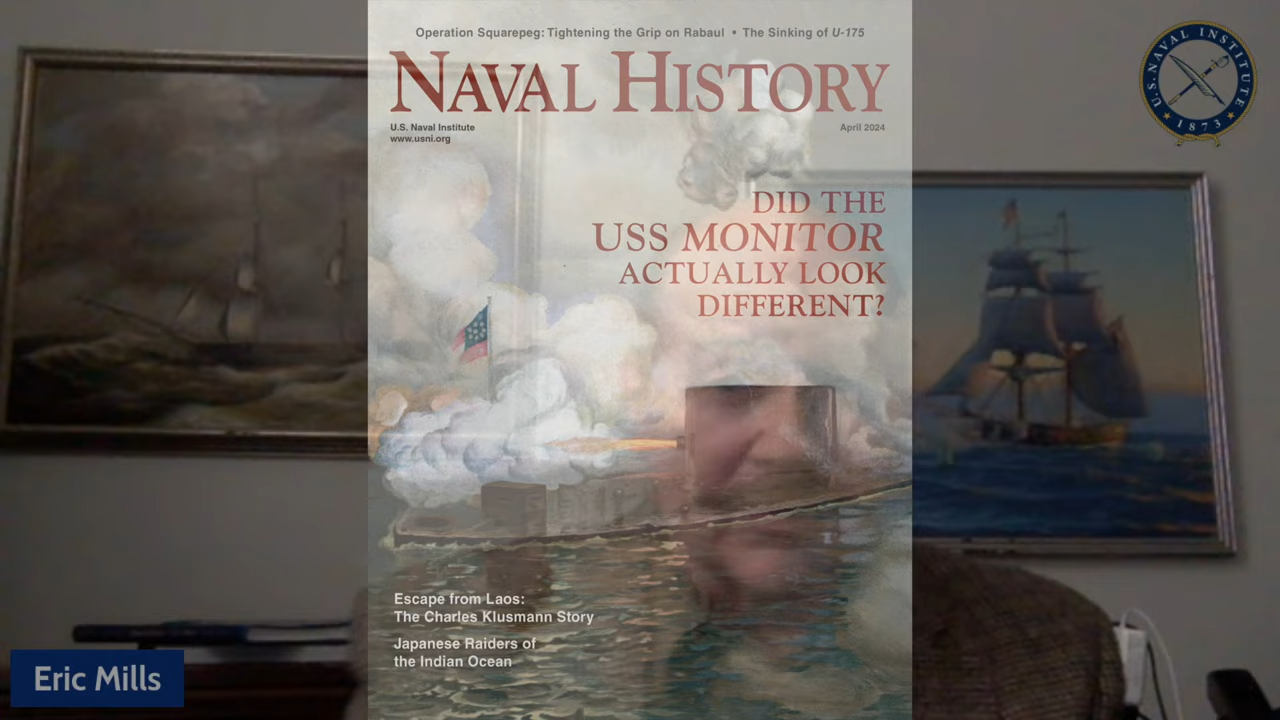 Operation Squarepeg: Tightening the Grip on Rabaul • The Sinking of U-175
NAVAL HISTORY
U.S. Naval Institute
www.usni.org
April 2024
DID THE
USS MONITOR
ACTUALLY LOOK
DIFFERENT?
Escape from Laos:
The Charles Klusmann Story
Japanese Raiders of
the Indian Ocean
Eric Mills
U.S. NAVAL INSTITUTE
1873